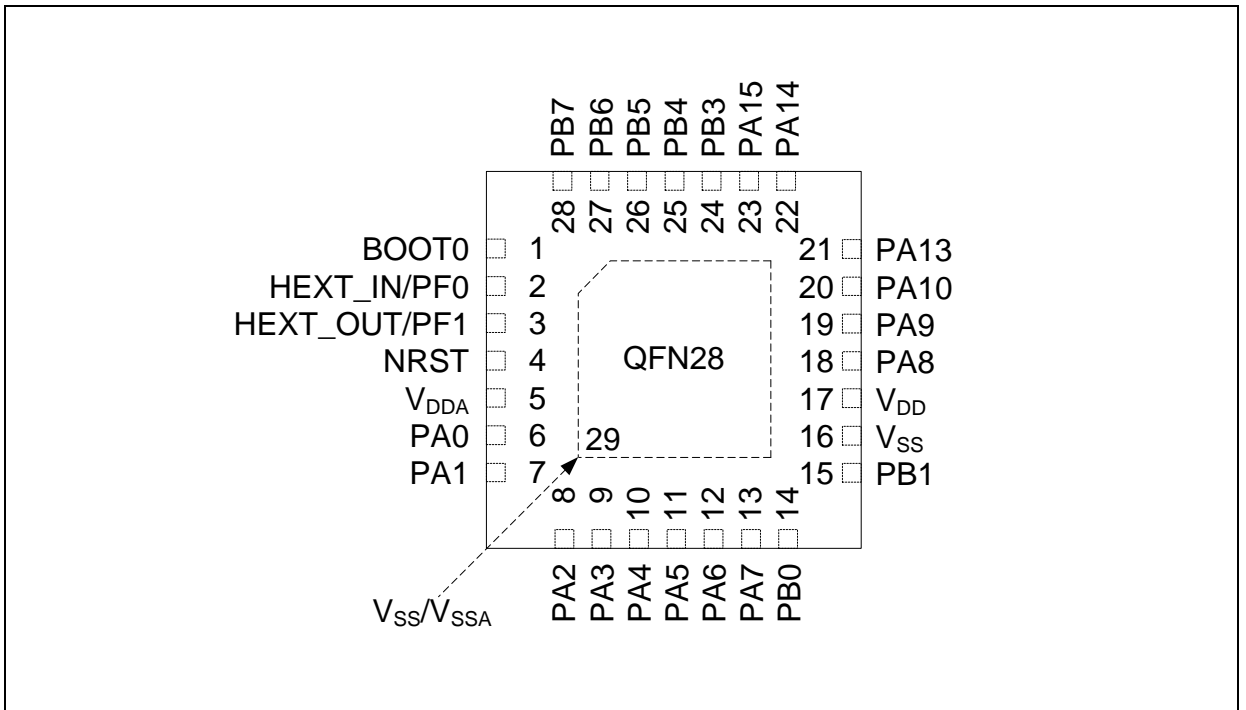 PB7
PB6
PB5
PB4
PB3
PA15
PA14
28
27
26
25
24
23
22
BOOT0 1
HEXT_IN/PF0 2
HEXT_OUT/PF1 3
NRST 4
VDDA 5
PA0 6
PA1 7
21 PA13
20 PA10
19 PA9
18 PA8
17 VDD
16 VSS
15 PB1
QFN28
29
8
9
10
11
12
13
14
PA2
PA3
PA4
PA5
PA6
PA7
PB0
VSS/VSSA